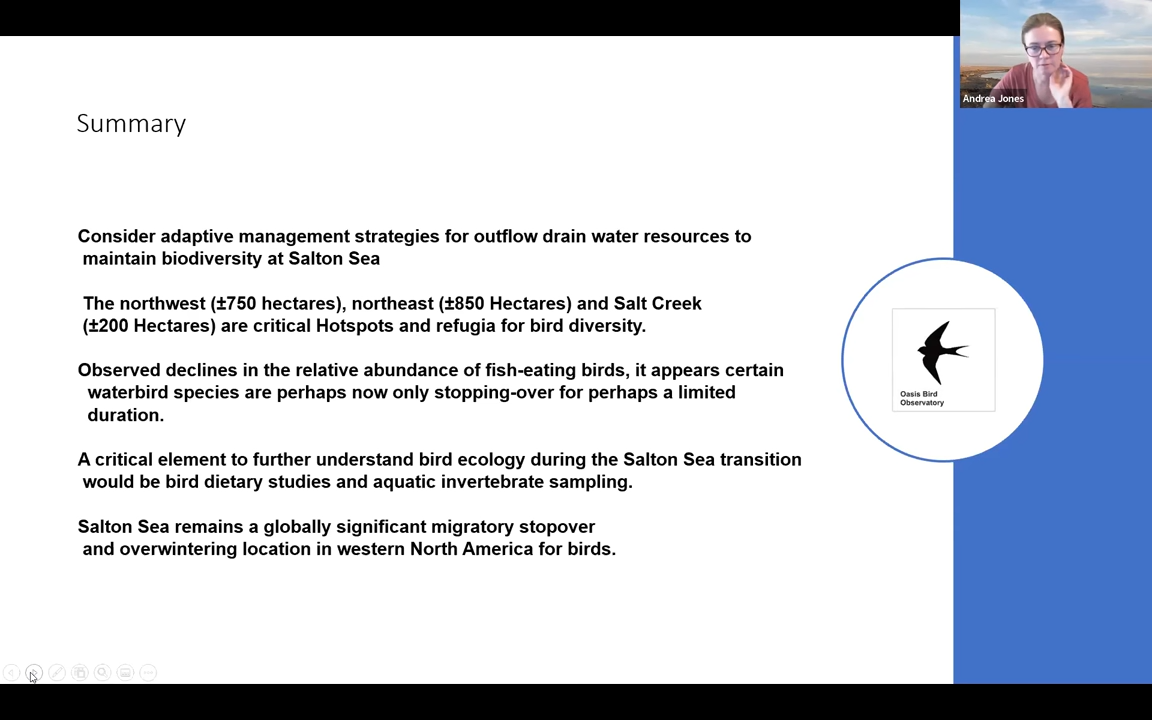 Andrea Jones
Summary
Consider adaptive management strategies for outflow drain water resources to
maintain biodiversity at Salton Sea
The northwest (±750 hectares), northeast (±850 Hectares) and Salt Creek
(±200 Hectares) are critical Hotspots and refugia for bird diversity.
Observed declines in the relative abundance of fish-eating birds, it appears certain
waterbird species are perhaps now only stopping-over for perhaps a limited
duration.
A critical element to further understand bird ecology during the Salton Sea transition
would be bird dietary studies and aquatic invertebrate sampling.
Salton Sea remains a globally significant migratory stopover
and overwintering location in western North America for birds.
Oasis Bird
Observatory